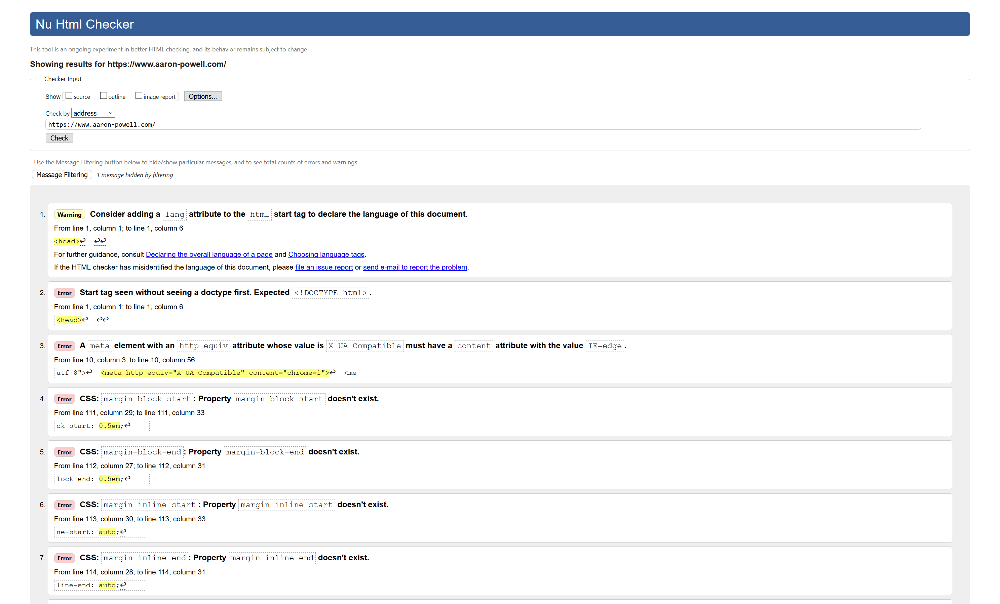 Nu Html Checker
This tool is an ongoing experiment in better HTML checking, and its behavior remains subject to change
Showing results for https://www.aaron-powell.com/
Checker Input
Show source outline image report Options...
Check by address
https://www.aaron-powell.com/
Check
Use the Message Filtering button below to hide/show particular messages, and to see total counts of errors and warnings.
Message Filtering 1 message hidden by filtering
1. Warning Consider adding a lang attribute to the html start tag to declare the language of this document.
From line 1, column 1; to line 1, column 6
<head>↩ ↩↩
For further guidance, consult Declaring the overall language of a page and Choosing language tags.
If the HTML checker has misidentified the language of this document, please file an issue report or send e-mail to report the problem.
2. Error Start tag seen without seeing a doctype first. Expected <!DOCTYPE html>.
From line 1, column 1; to line 1, column 6
<head>↩ ↩↩
3. Error A meta element with an http-equiv attribute whose value is X-UA-Compatible must have a content attribute with the value IE=edge.
From line 10, column 3; to line 10, column 56
utf-8">↩ <meta http-equiv="X-UA-Compatible" content="chrome=1">↩ <me
4. Error CSS: margin-block-start: Property margin-block-start doesn't exist.
From line 111, column 29; to line 111, column 33
ck-start: 0.5em;↩
5. Error CSS: margin-block-end: Property margin-block-end doesn't exist.
From line 112, column 27; to line 112, column 31
lock-end: 0.5em;↩
6. Error CSS: margin-inline-start: Property margin-inline-start doesn't exist.
From line 113, column 30; to line 113, column 33
ne-start: auto;↩
7. Error CSS: margin-inline-end: Property margin-inline-end doesn't exist.
From line 114, column 28; to line 114, column 31
line-end: auto;↩